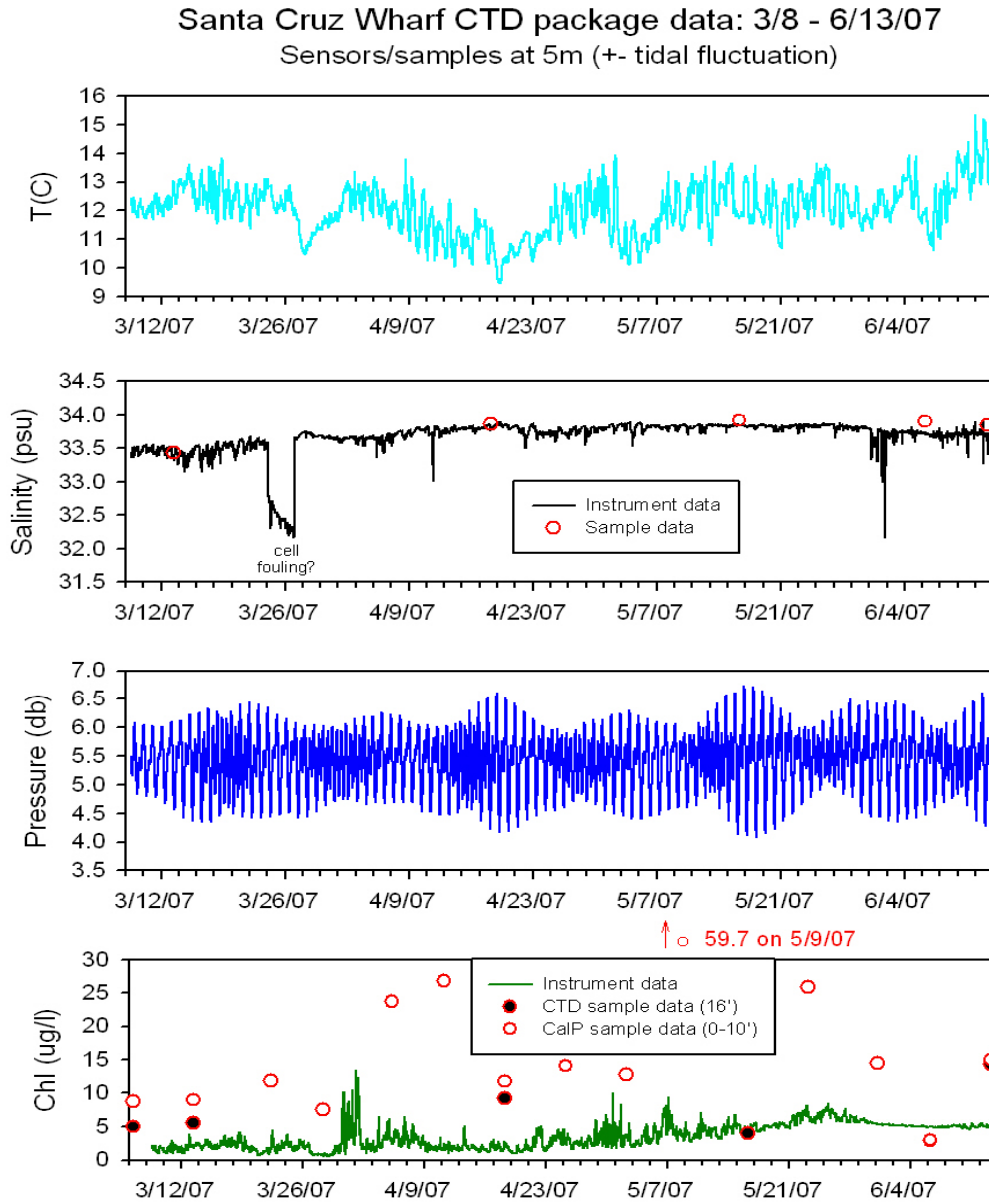 Santa Cruz Wharf CTD package data: 3/8 - 6/13/07
Sensors/samples at 5m (+- tidal fluctuation)
16
15
14
13
12
11
10
9
T(C)
3/12/07 3/26/07 4/9/07 4/23/07 5/7/07 5/21/07 6/4/07
34.5
34.0
33.5
33.0
32.5
32.0
31.5
Salinity (psu)
Instrument data
Sample data
cell
fouling?
3/12/07 3/26/07 4/9/07 4/23/07 5/7/07 5/21/07 6/4/07
7.0
6.5
6.0
5.5
5.0
4.5
4.0
3.5
Pressure (db)
3/12/07 3/26/07 4/9/07 4/23/07 5/7/07 5/21/07 6/4/07
59.7 on 5/9/07
30
25
20
15
10
5
0
Chl (ug/l)
Instrument data
CTD sample data (16')
CalP sample data (0-10')
3/12/07 3/26/07 4/9/07 4/23/07 5/7/07 5/21/07 6/4/07